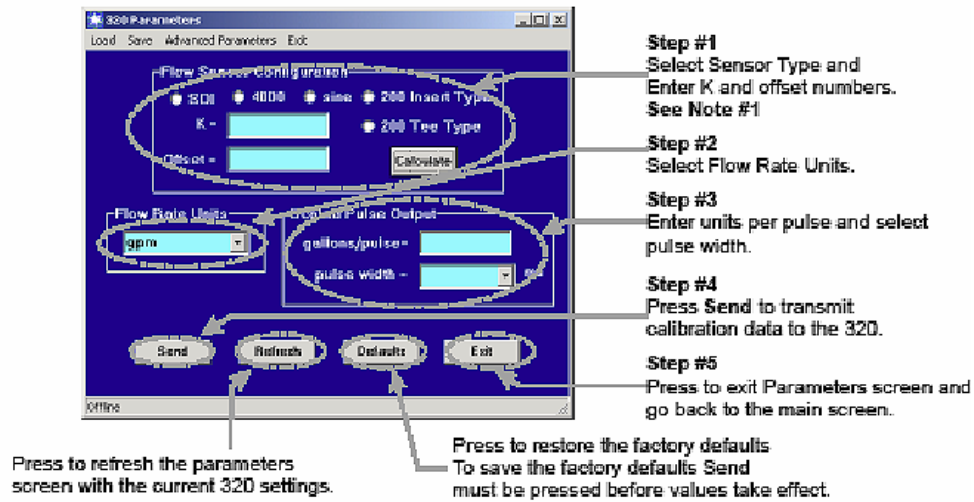 320 Parameters
Load Save Advanced Parameters Exit
Flow Sensor Configuration
SDI 4000 sine 200 Insert Type
K =
200 Tee Type
Offset =
Calculate
Flow Rate Units
gpm
Pulse Output
gallons/pulse=
pulse width =
Send Refresh Defaults Exit
Offline
Step #1
Select Sensor Type and
Enter K and offset numbers.
See Note #1
Step #2
Select Flow Rate Units.
Step #3
Enter units per pulse and select
pulse width.
Step #4
Press Send to transmit
calibration data to the 320.
Step #5
Press to exit Parameters screen and
go back to the main screen.
Press to refresh the parameters
screen with the current 320 settings.
Press to restore the factory defaults
To save the factory defaults Send
must be pressed before values take effect.